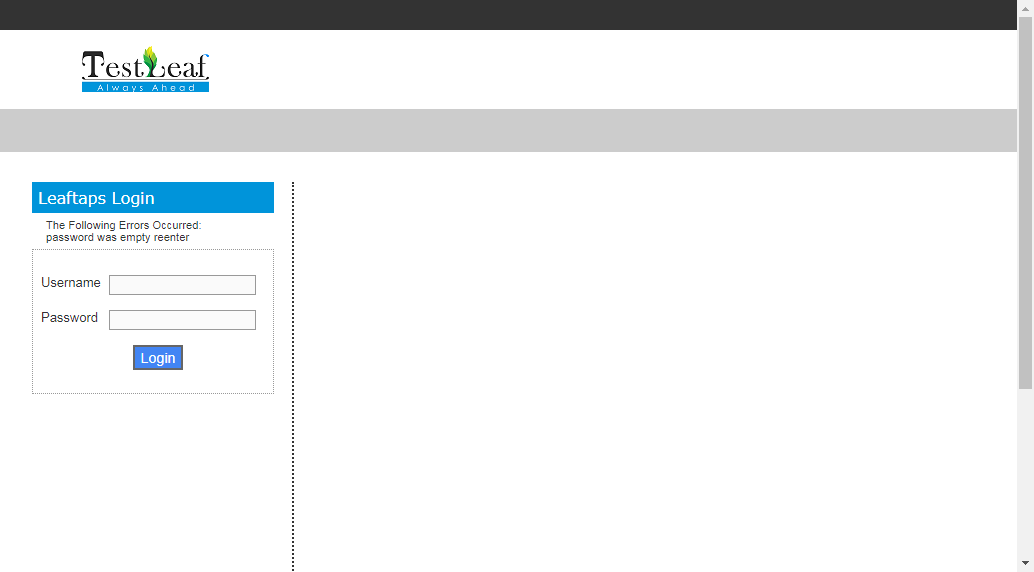 TestLeaf
Always Ahead
Leaftaps Login
The Following Errors Occurred:
password was empty reenter
Username
Password
Login